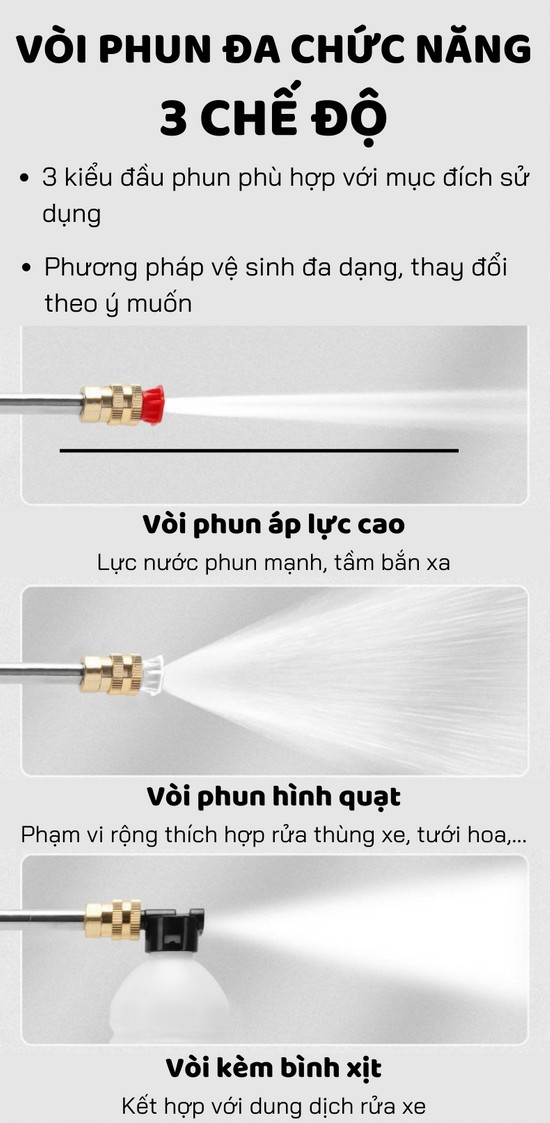 VÒI PHUN ĐA CHỨC NĂNG
3 CHẾ ĐỘ
• 3 kiểu đầu phun phù hợp với mục đích sử
dụng
• Phương pháp vệ sinh đa dạng, thay đổi
theo ý muốn
Vòi phun áp lực cao
Lực nước phun mạnh, tầm bắn xa
Vòi phun hình quạt
Phạm vi rộng thích hợp rửa thùng xe, tưới hoa,...
Vòi kèm bình xịt
Kết hợp với dung dịch rửa xe